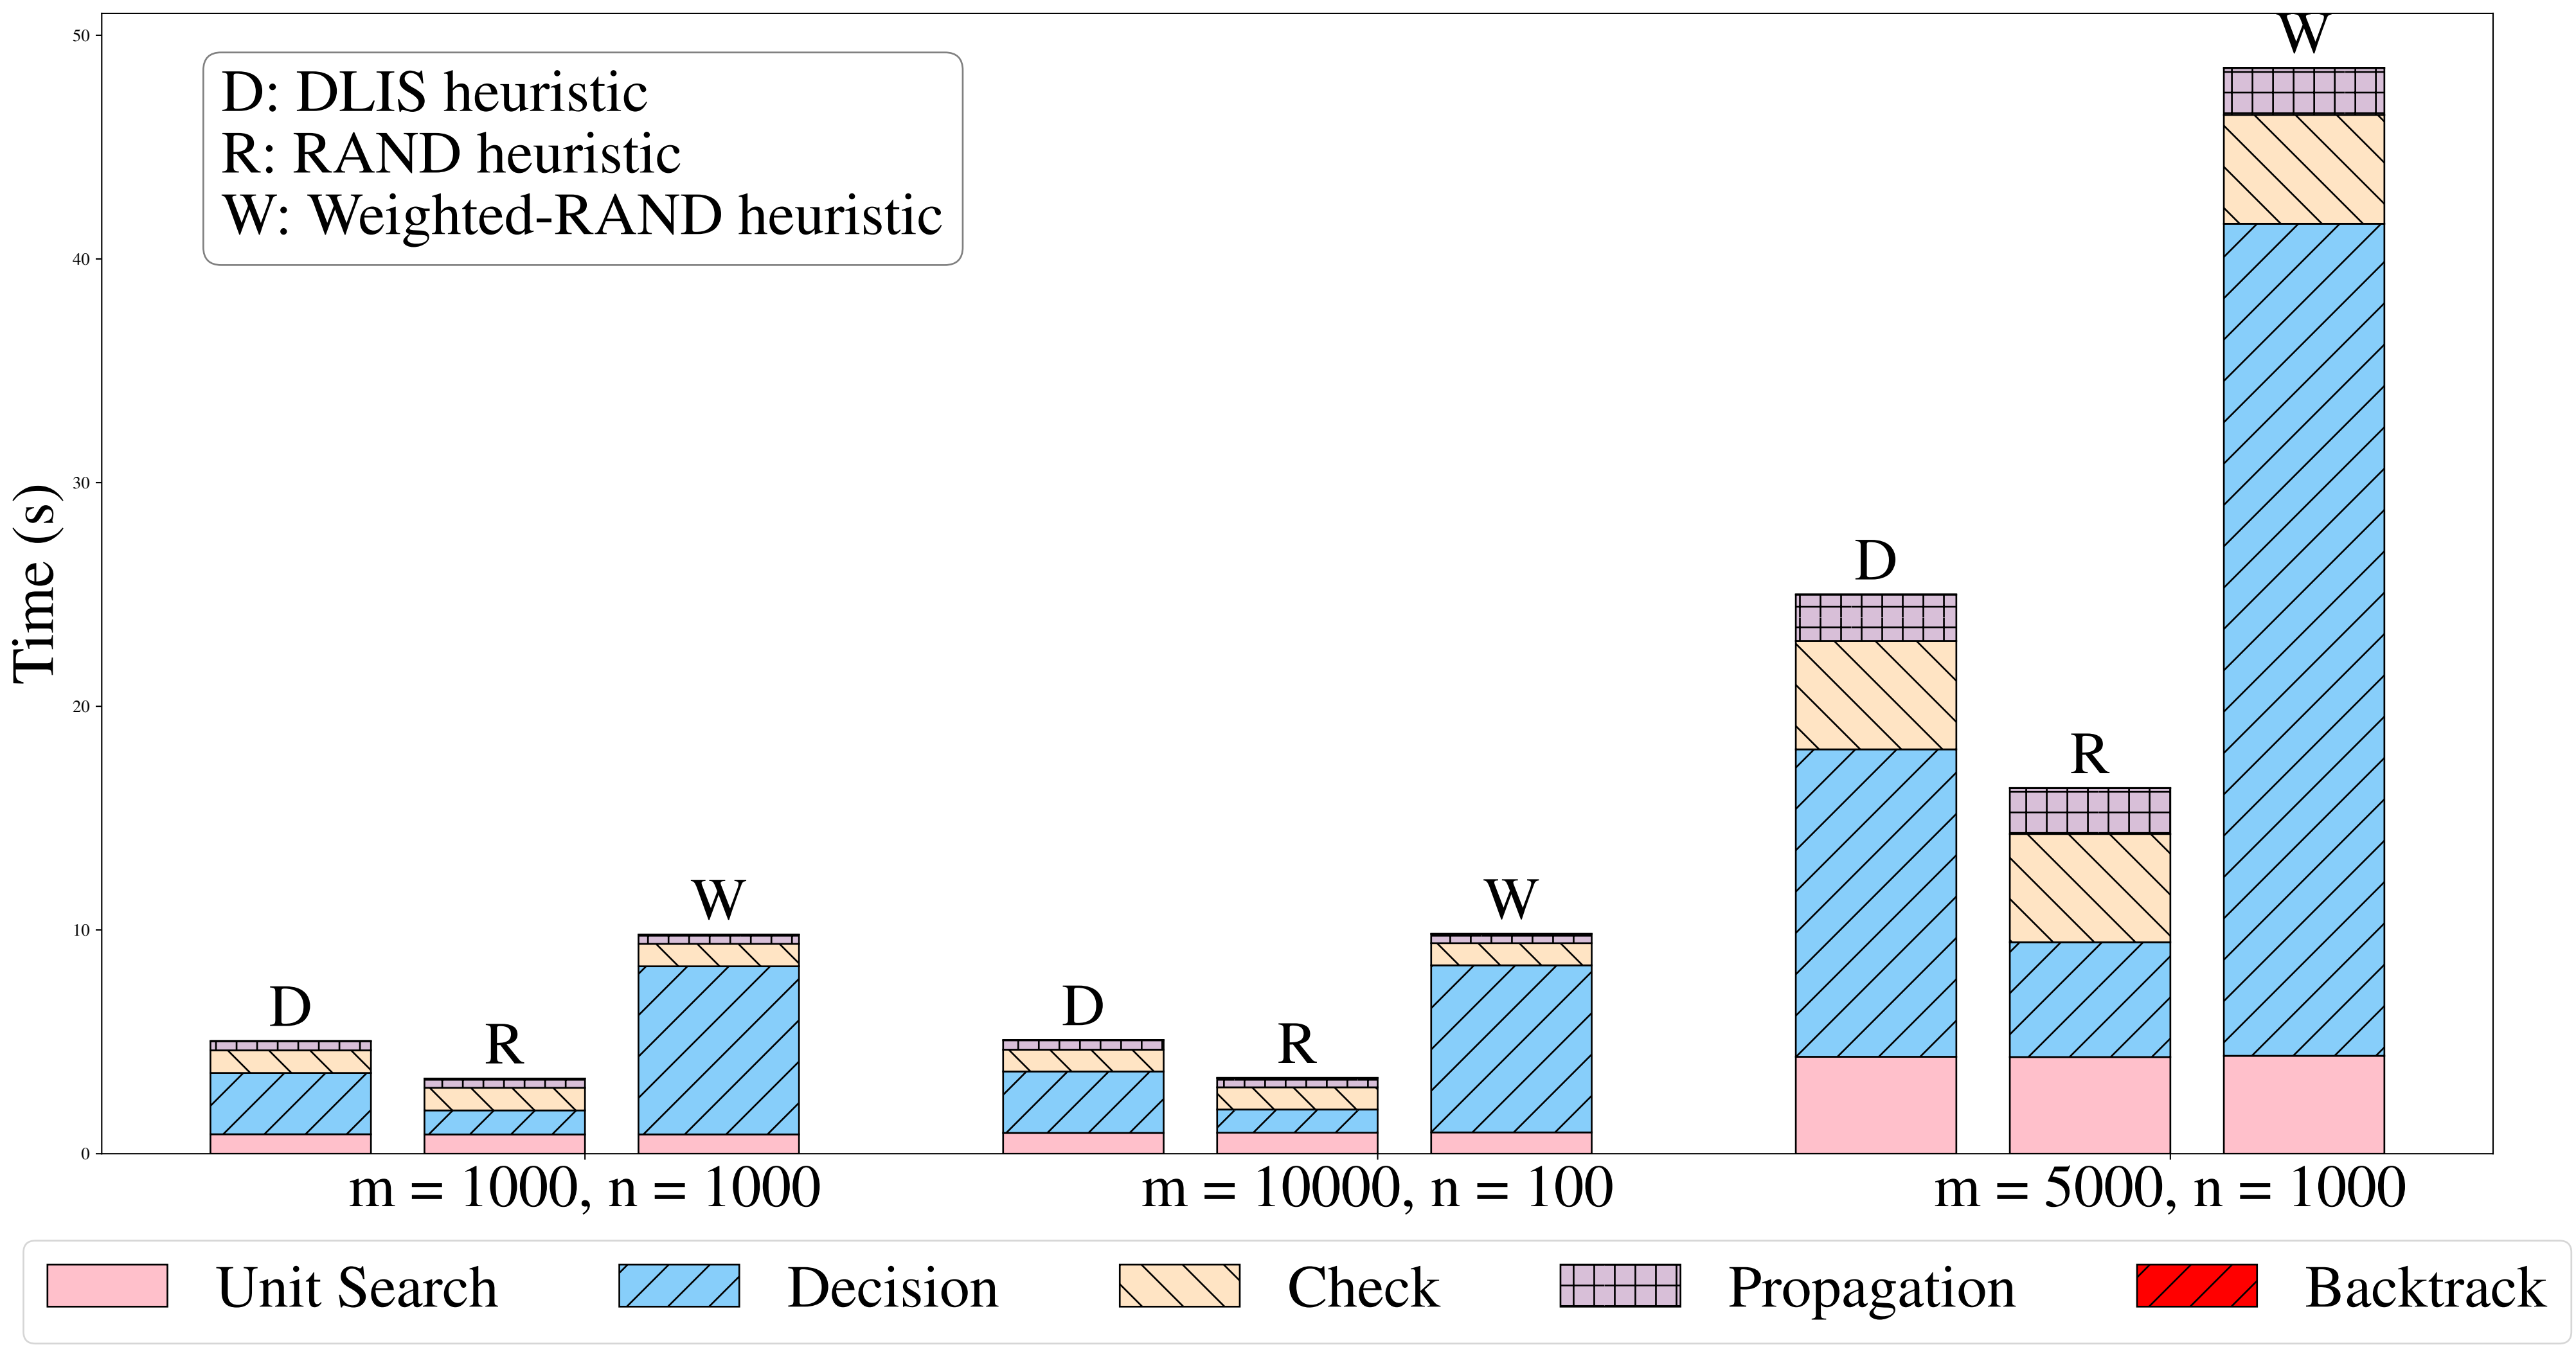 50
40
30
20
10
0
Time (s)
D: DLIS heuristic
R: RAND heuristic
W: Weighted-RAND heuristic
D
R
W
D
R
W
D
R
W
m = 1000, n = 1000
m = 10000, n = 100
m = 5000, n = 1000
Unit Search
Decision
Check
Propagation
Backtrack